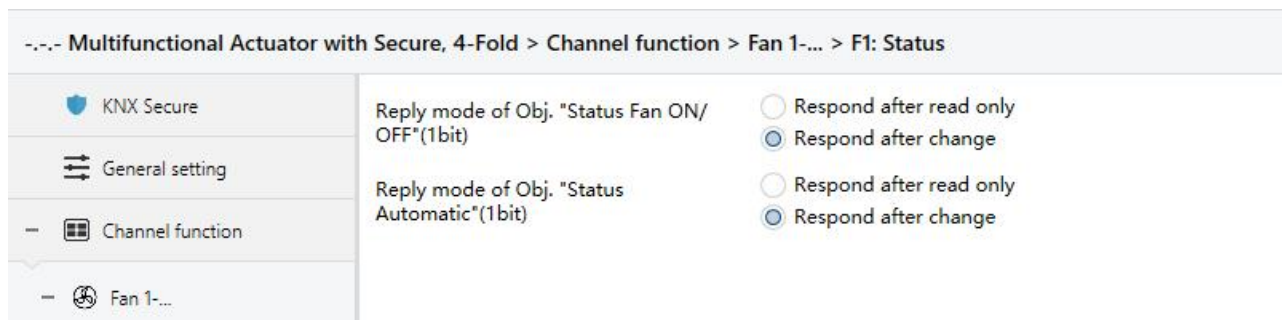 -.-.- Multifunctional Actuator with Secure, 4-Fold > Channel function > Fan 1-... > F1: Status
KNX Secure
General setting
Channel function
Fan 1-...
Reply mode of Obj. "Status Fan ON/
OFF"(1bit)
Respond after read only
Respond after change
Reply mode of Obj. "Status
Automatic"(1bit)
Respond after read only
Respond after change